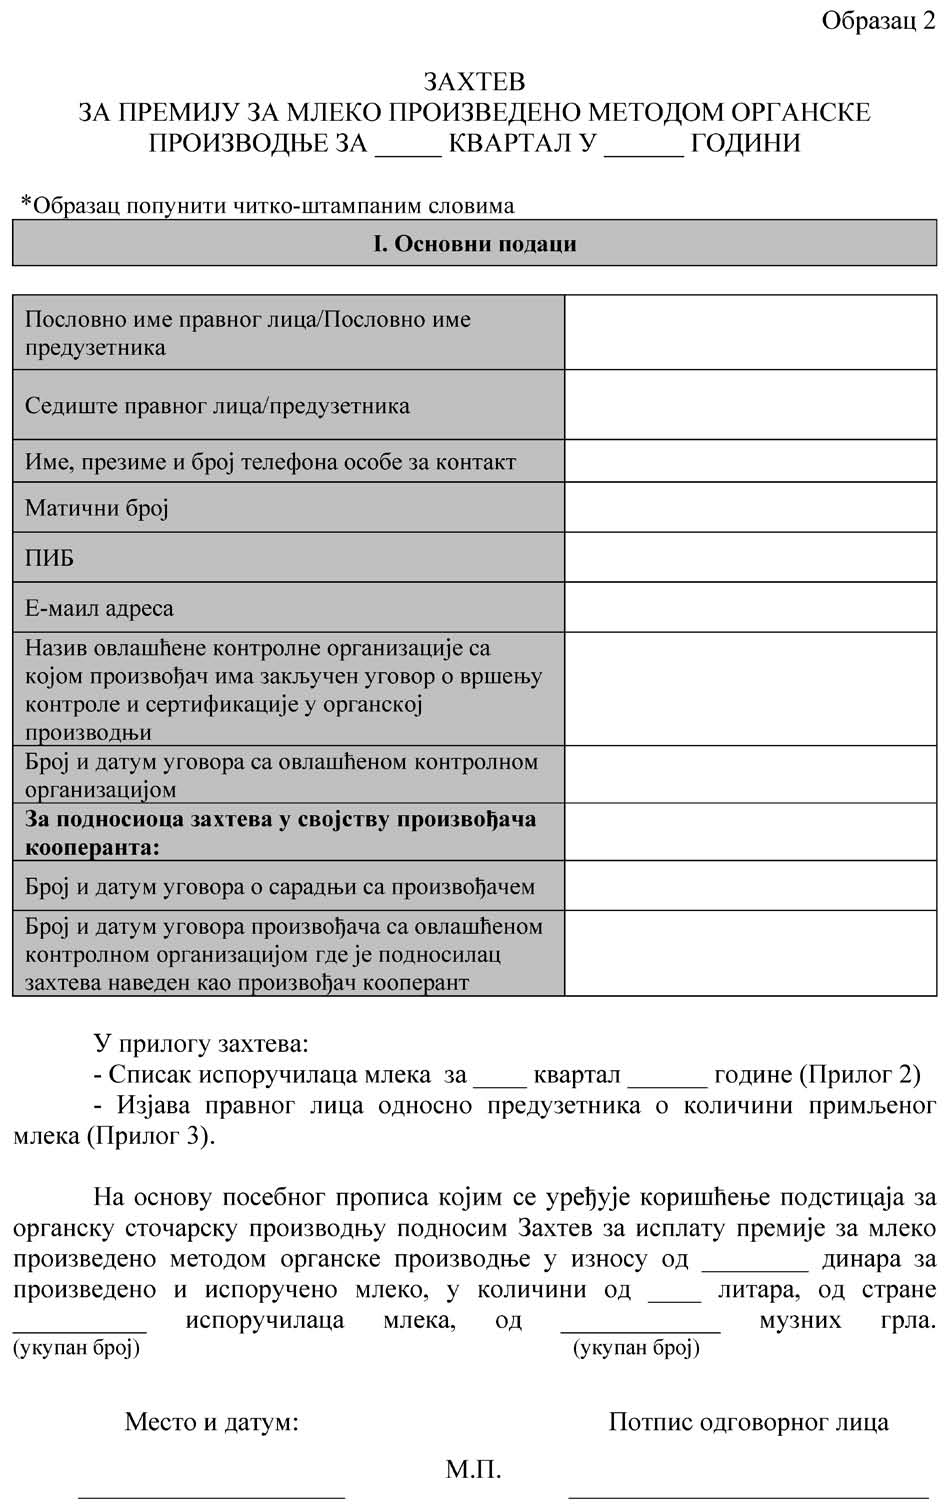 Образац 2
ЗАХТЕВ
ЗА ПРЕМИЈУ ЗА МЛЕКО ПРОИЗВЕДЕНО МЕТОДОМ ОРГАНСКЕ
ПРОИЗВОДЊЕ ЗА _____ КВАРТАЛ У ______ ГОДИНИ
*Образац попунити читко-штампаним словима
I. Основни подаци
Пословно име правног лица/Пословно име
предузетника
Седиште правног лица/предузетника
Име, презиме и број телефона особе за контакт
Матични број
ПИБ
Е-маил адреса
Назив овлашћене контролне организације са
којом произвођач има закључен уговор о вршењу
контроле и сертификације у органској
производњи
Број и датум уговора са овлашћеном контролном
организацијом
За подносиоца захтева у својству произвођача
кооперанта:
Број и датум уговора о сарадњи са произвођачем
Број и датум уговора произвођача са овлашћеном
контролном организацијом где је подносилац
захтева наведен као произвођач кооперант
У прилогу захтева:
- Списак испоручилаца млека за ____ квартал ______ године (Прилог 2)
- Изјава правног лица односно предузетника о количини примљеног
млека (Прилог 3).
На основу посебног прописа којим се уређује коришћење подстицаја за
органску сточарску производњу подносим Захтев за исплату премије за млеко
произведено методом органске производње у износу од ________ динара за
произведено и испоручено млеко, у количини од ____ литара, од стране
__________ испоручилаца млека, од ____________ музних грла.
(укупан број) (укупан број)
Место и датум: Потпис одговорног лица
М.П.
____________________ ___________________________